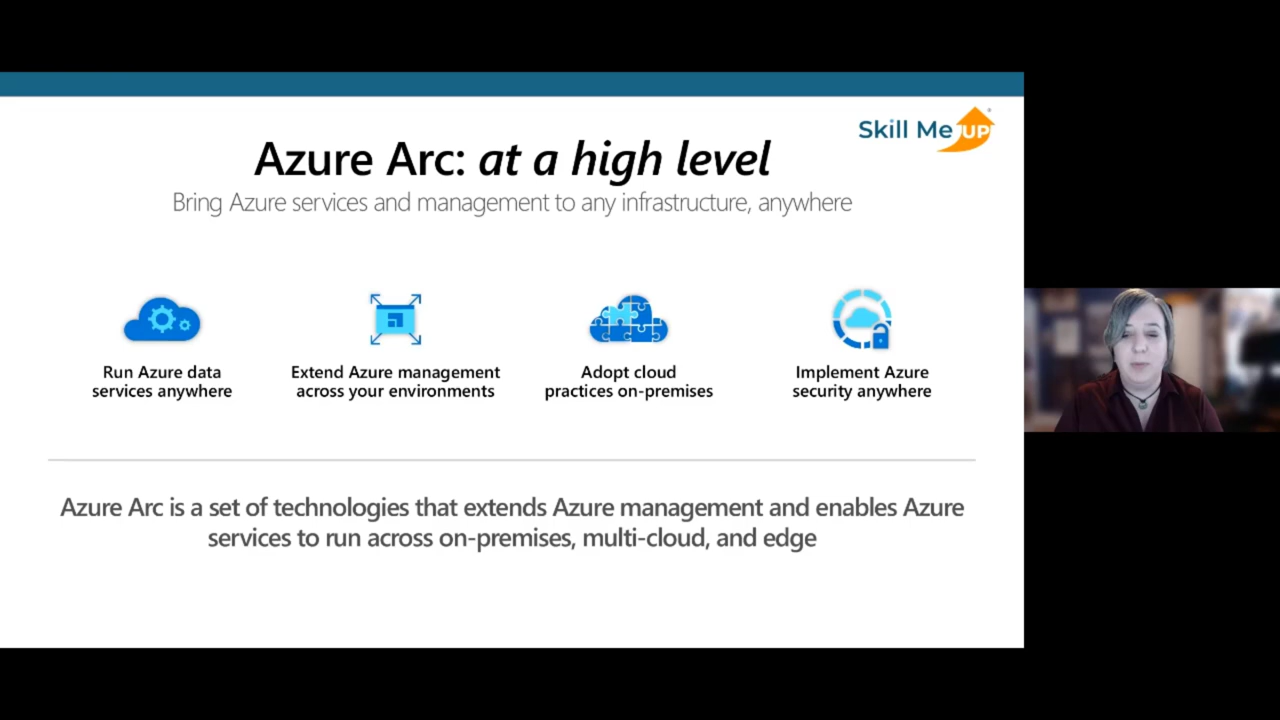 Skill Me UP
Azure Arc: at a high level
Bring Azure services and management to any infrastructure, anywhere
Run Azure data
services anywhere
Extend Azure management
across your environments
Adopt cloud
practices on-premises
Implement Azure
security anywhere
Azure Arc is a set of technologies that extends Azure management and enables Azure
services to run across on-premises, multi-cloud, and edge